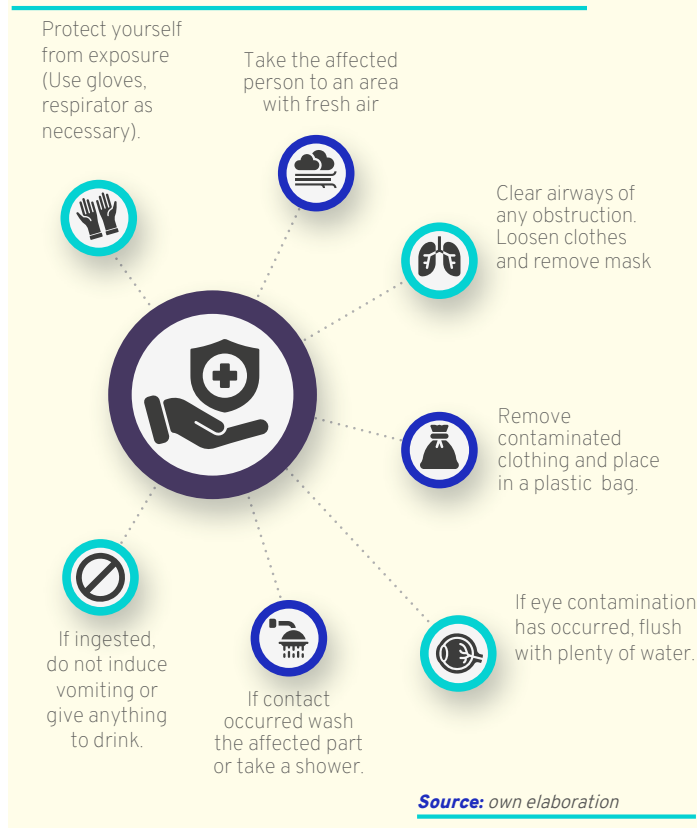 Protect yourself
from exposure
(Use gloves,
respirator as
necessary).
Take the affected
person to an area
with fresh air
Clear airways of
any obstruction.
Loosen clothes
and remove mask
Remove
contaminated
clothing and place
in a plastic bag.
If eye contamination
has occurred, flush
with plenty of water.
If contact
occurred wash
the affected part
or take a shower.
If ingested,
do not induce
vomiting or
give anything
to drink.
Source: own elaboration